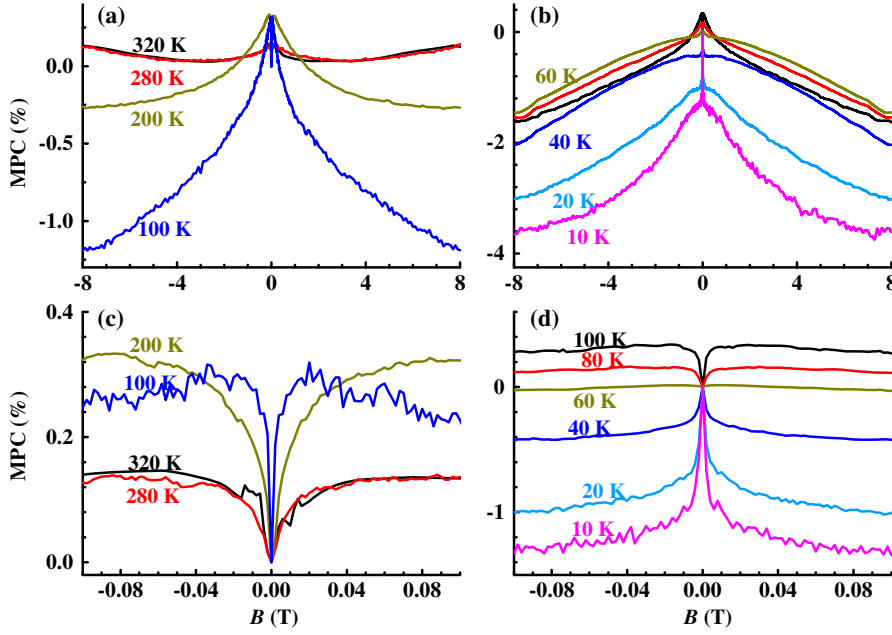 (a)
320 K
280 K
200 K
100 K
MPC (%)
0.0
-0.5
-1.0
-8 -4 0 4 8
(b)
60 K
40 K
20 K
10 K
0
-2
-4
-8 -4 0 4 8
(c)
200 K
100 K
320 K
280 K
MPC (%)
0.4
0.2
0.0
-0.08 -0.04 0.00 0.04 0.08
B (T)
(d)
100 K
80 K
60 K
40 K
20 K
10 K
0
-1
-0.08 -0.04 0.00 0.04 0.08
B (T)